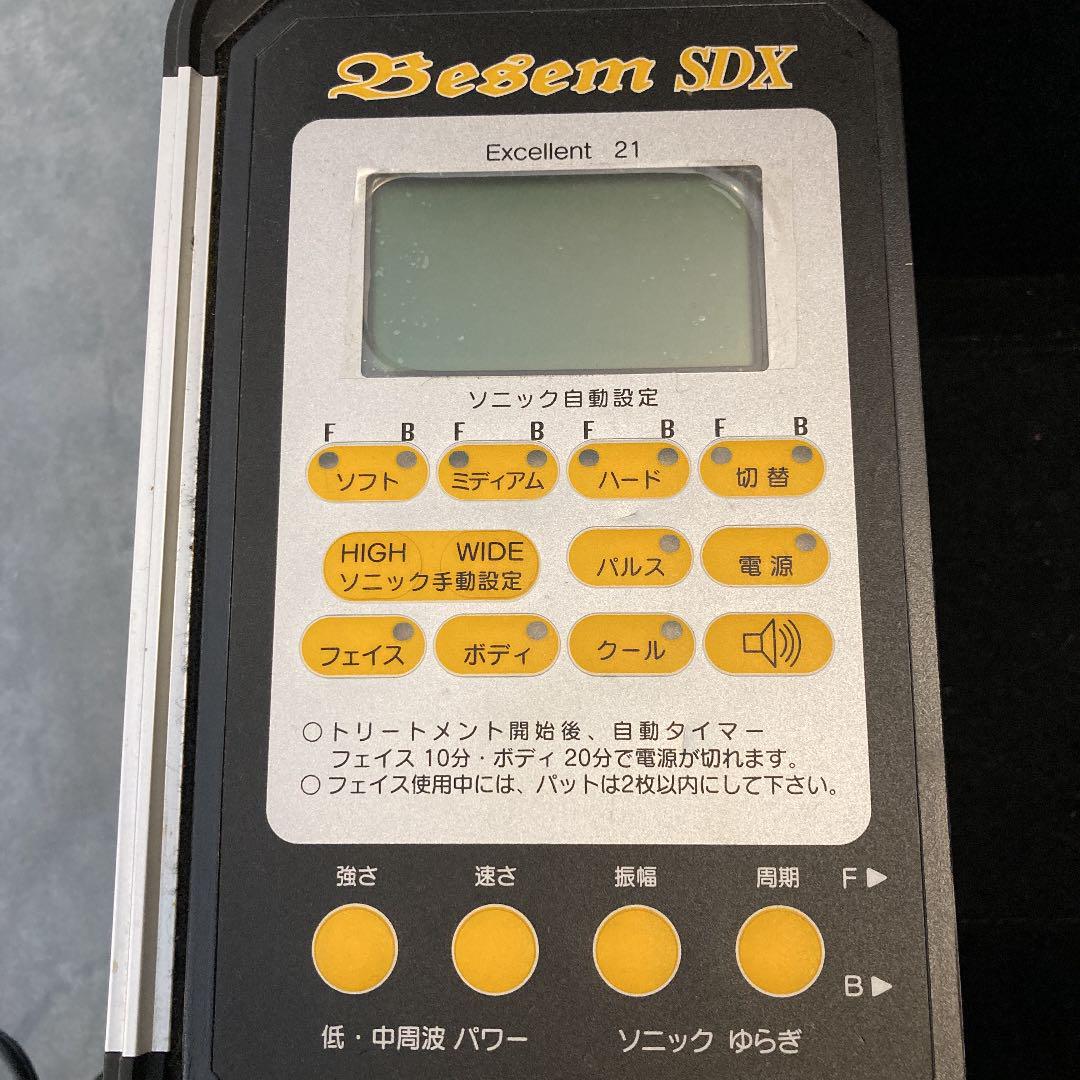 Besem SDX
Excellent 21
ソニック自動設定
F B F B F B F B
ソフト ミディアム ハード 切替
HIGH WIDE
ソニック手動設定
パルス 電源
フェイス ボディ クール
○トリートメント開始後、自動タイマー
フェイス 10分・ボディ 20分で電源が切れます。
○フェイス使用中には、パットは2枚以内にして下さい。
強さ 速さ 振幅 周期 F▶
B▶
低・中周波 パワー ソニック ゆらぎ